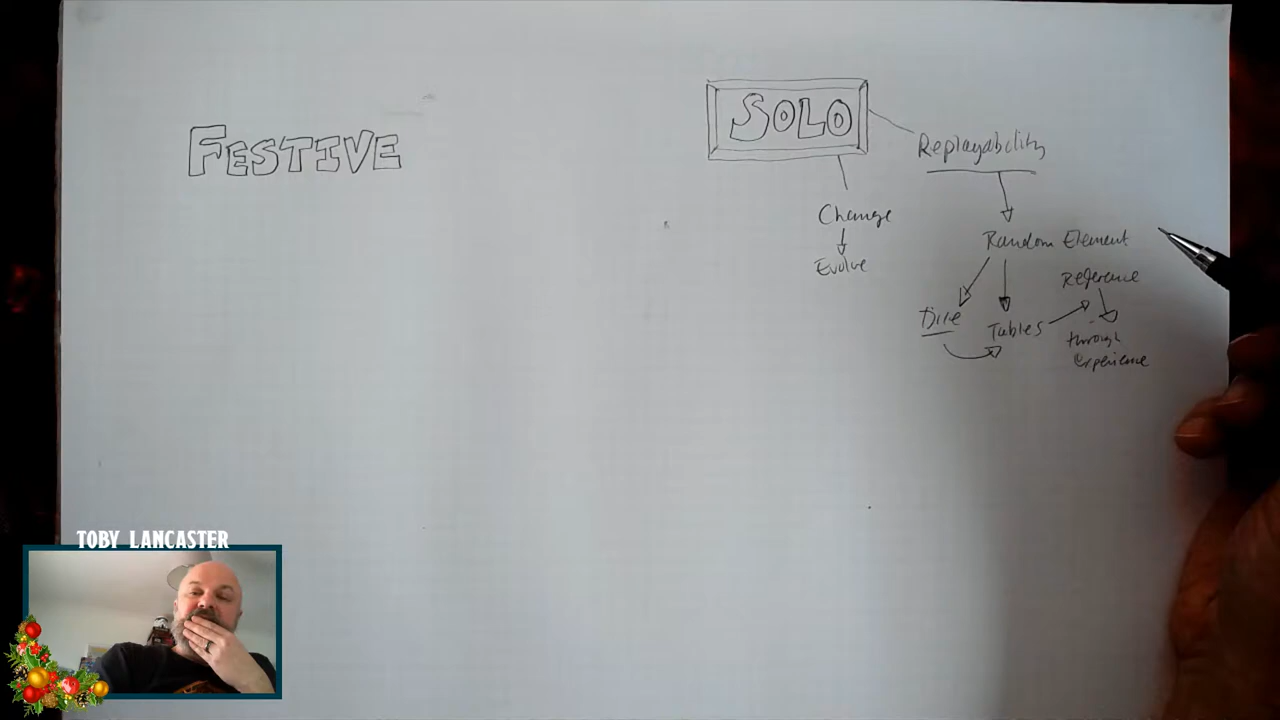 FESTIVE
SOLO
Replayability
Change
Evolve
Random Element
Dice
Tables
Reference
through
Experience
TOBY LANCASTER